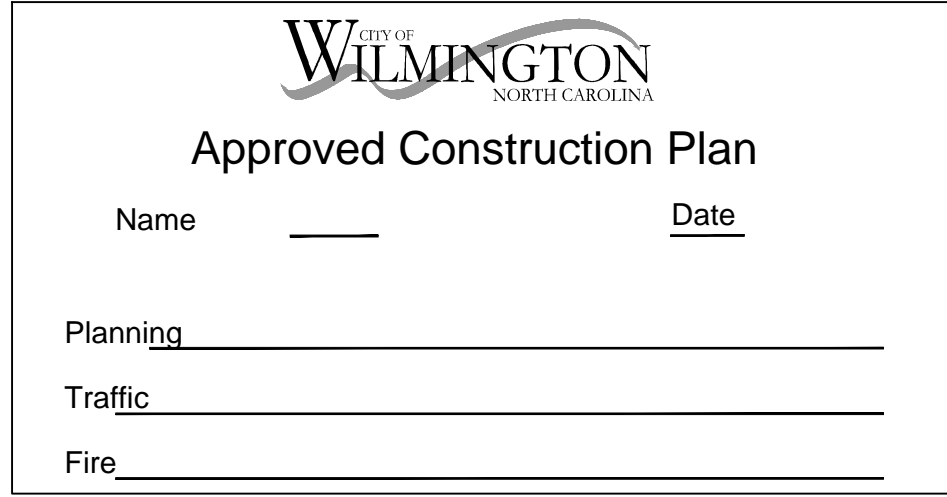 CITY OF
WILMINGTON
NORTH CAROLINA
Approved Construction Plan
Name Date
Planning
Traffic
Fire